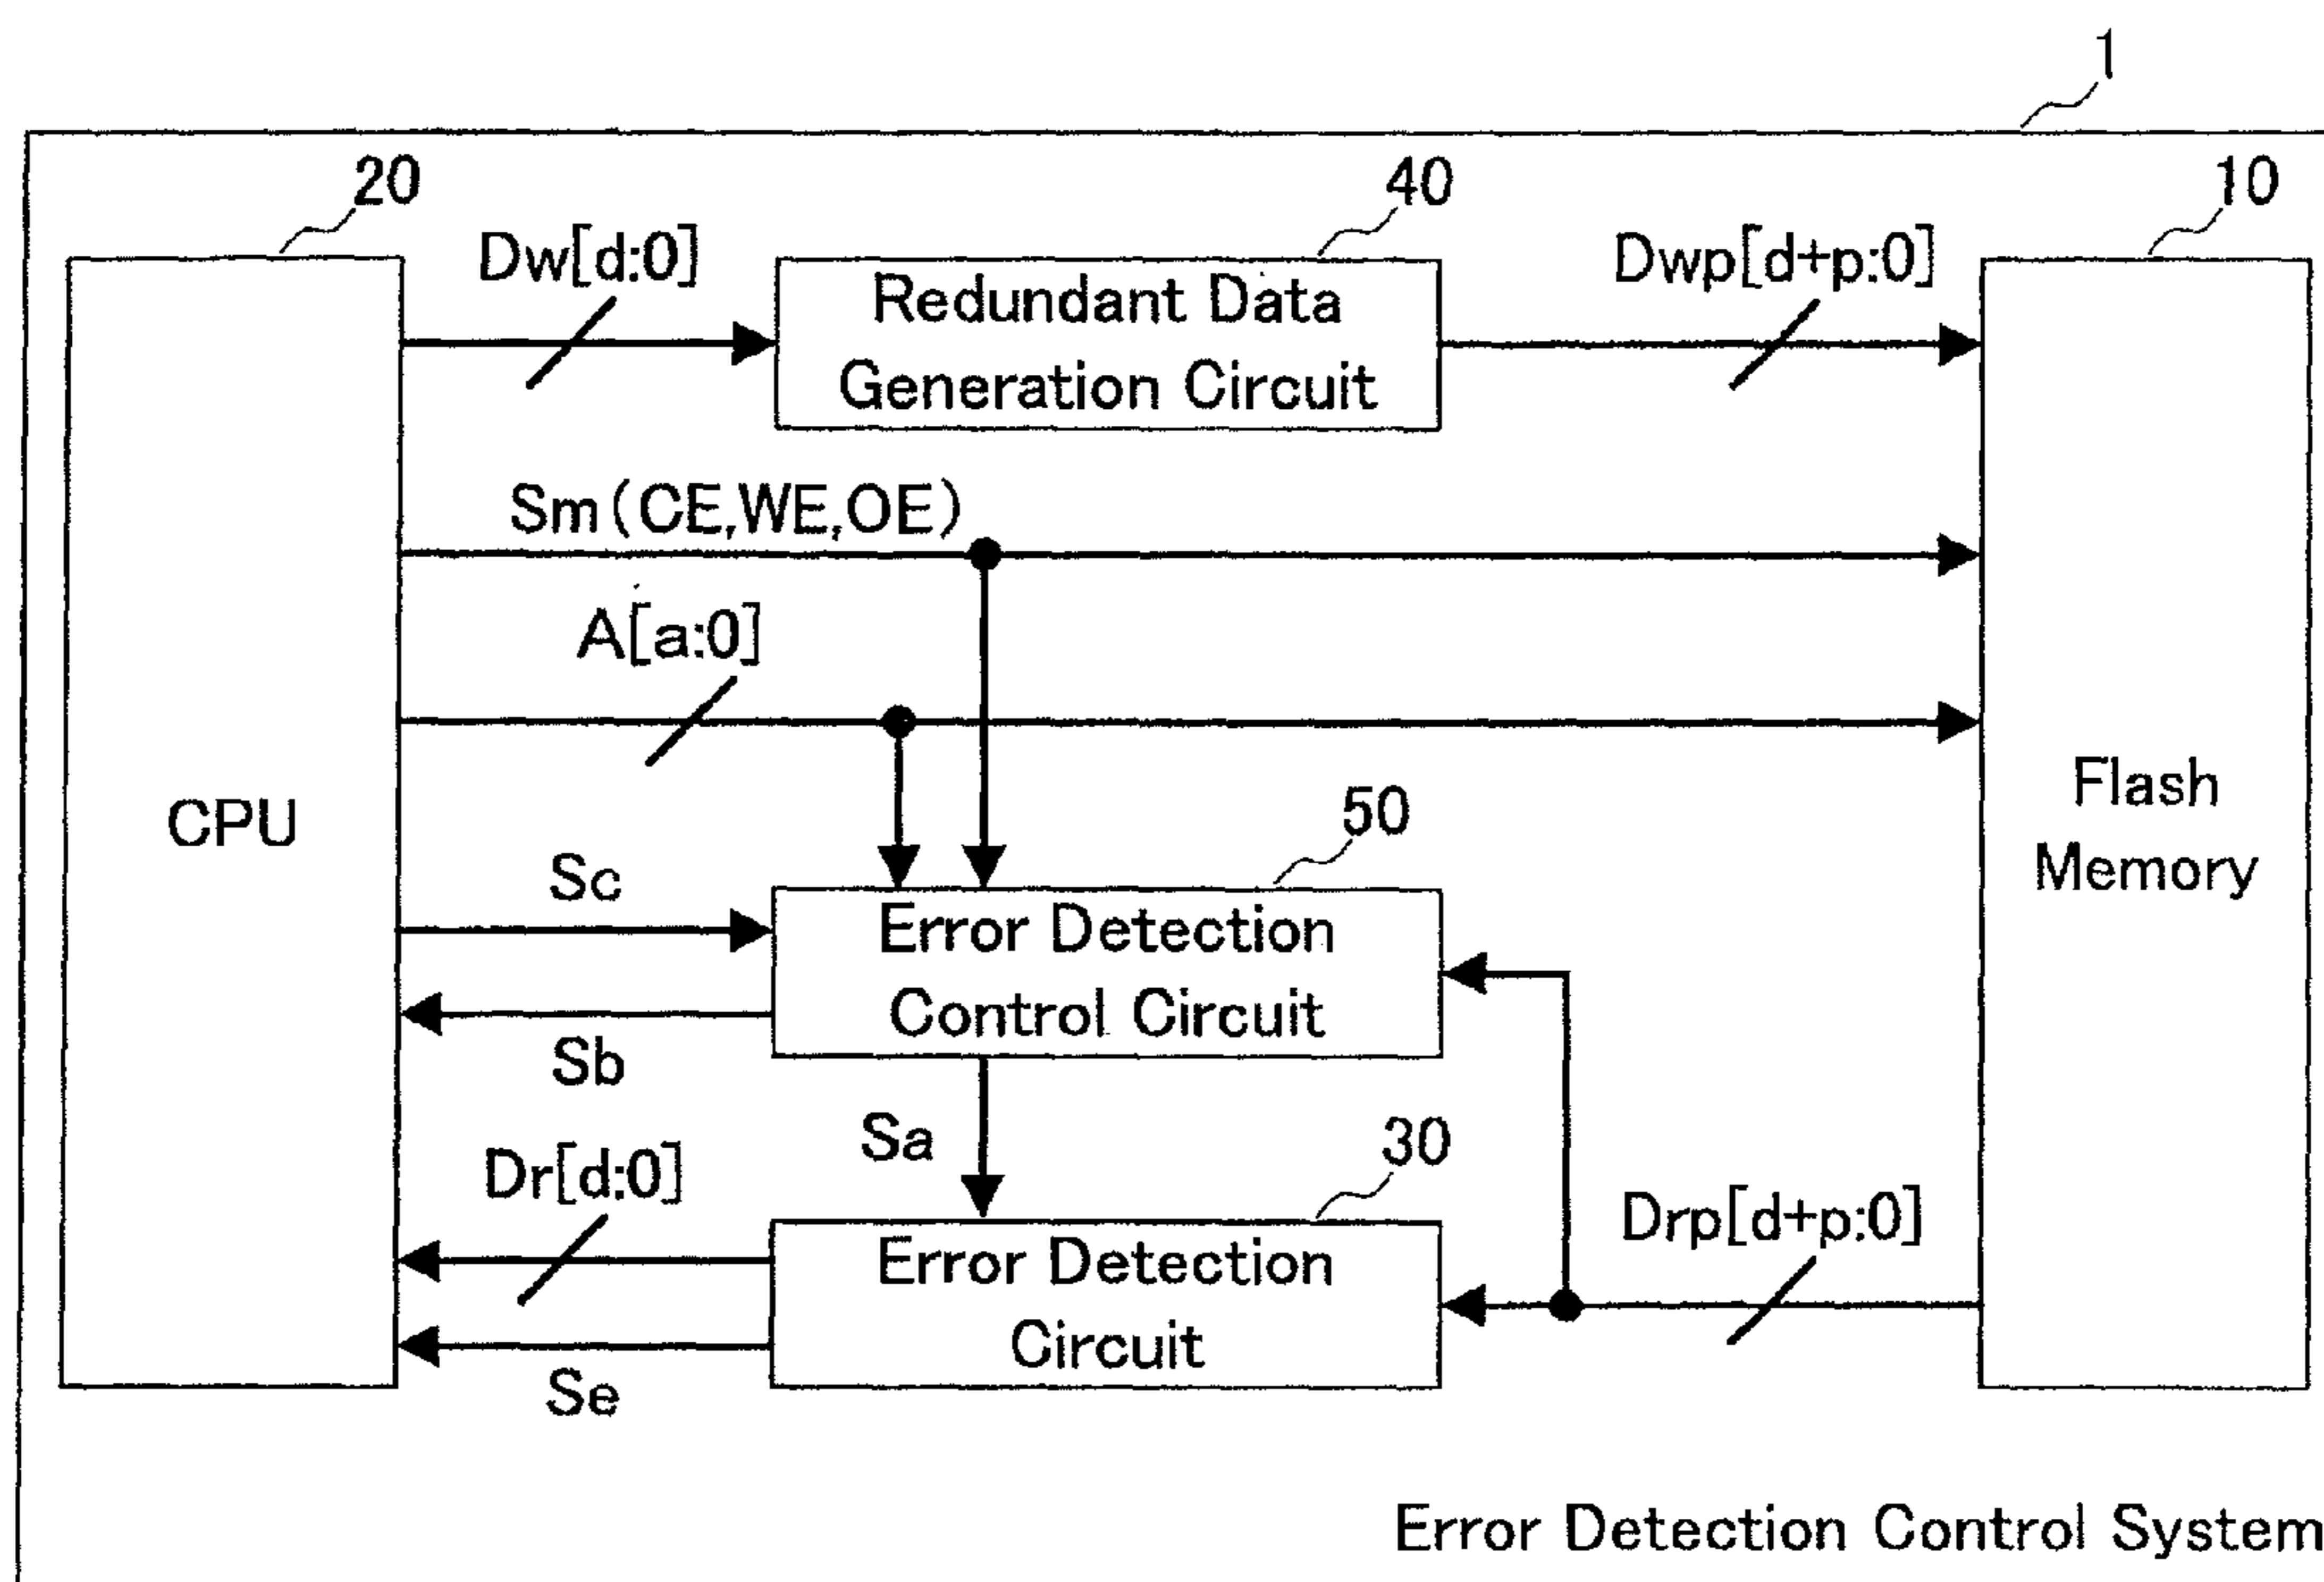 1
20
40
10
Dw[d:0]
Redundant Data
Generation Circuit
Dwp[d+p:0]
Sm(CE,WE,OE)
A[a:0]
CPU
Flash
Memory
50
Sc
Error Detection
Control Circuit
Sb
Sa
30
Dr[d:0]
Error Detection
Circuit
Drp[d+p:0]
Se
Error Detection Control System